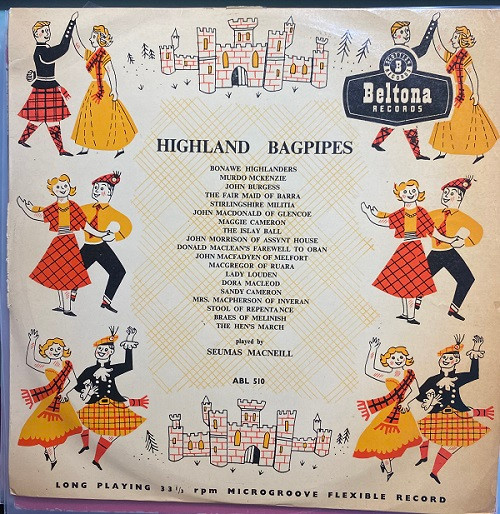 SCOTTISH
B
RECORDS
Beltona
RECORDS
HIGHLAND BAGPIPES
BONAWE HIGHLANDERS
MURDO MCKENZIE
JOHN BURGESS
THE FAIR MAID OF BARRA
STIRLINGSHIRE MILITIA
JOHN MACDONALD OF GLENCOE
MAGGIE CAMERON
THE ISLAY BALL
JOHN MORRISON OF ASSYNT HOUSE
DONALD MACLEAN'S FAREWELL TO OBAN
JOHN MACFADYEN OF MELFORT
MACGREGOR OF RUARA
LADY LOUDEN
DORA MACLEOD
SANDY CAMERON
MRS. MACPHERSON OF INVERAN
STOOL OF REPENTANCE
BRAES OF MELINISH
THE HEN'S MARCH
played by
SEUMAS MACNEILL
ABL 510
LONG PLAYING 33 1/3 rpm MICROGROOVE FLEXIBLE RECORD